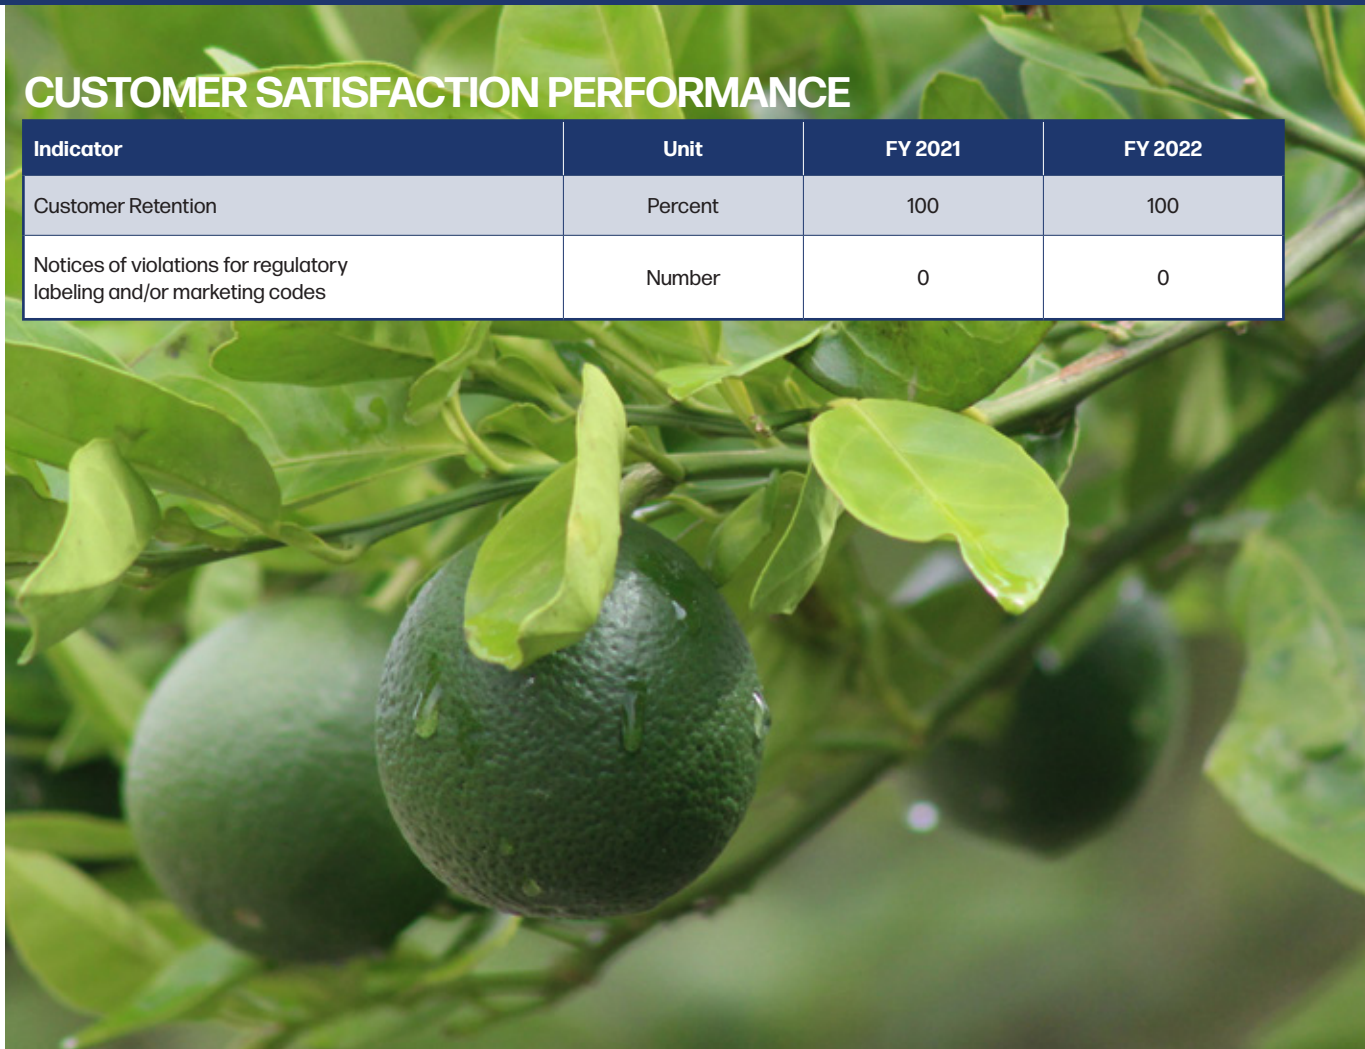 CUSTOMER SATISFACTION PERFORMANCE
Indicator Unit FY 2021 FY 2022
Customer Retention Percent 100 100
Notices of violations for regulatory
labeling and/or marketing codes Number 0 0